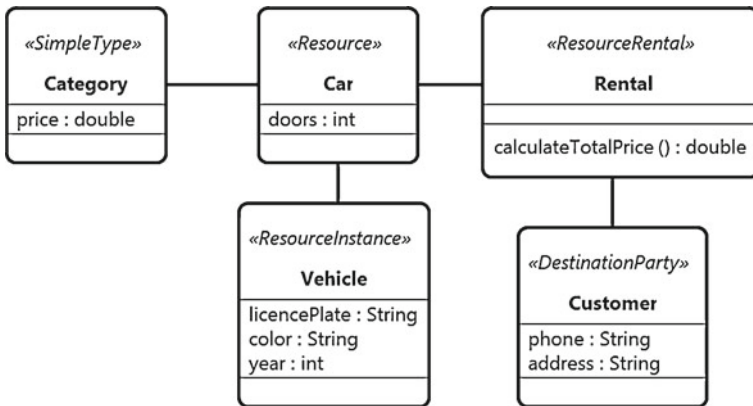 «SimpleType»
Category
price : double
«Resource»
Car
doors : int
«ResourceRental»
Rental
calculateTotalPrice () : double
«ResourceInstance»
Vehicle
licencePlate : String
color : String
year : int
«DestinationParty»
Customer
phone : String
address : String